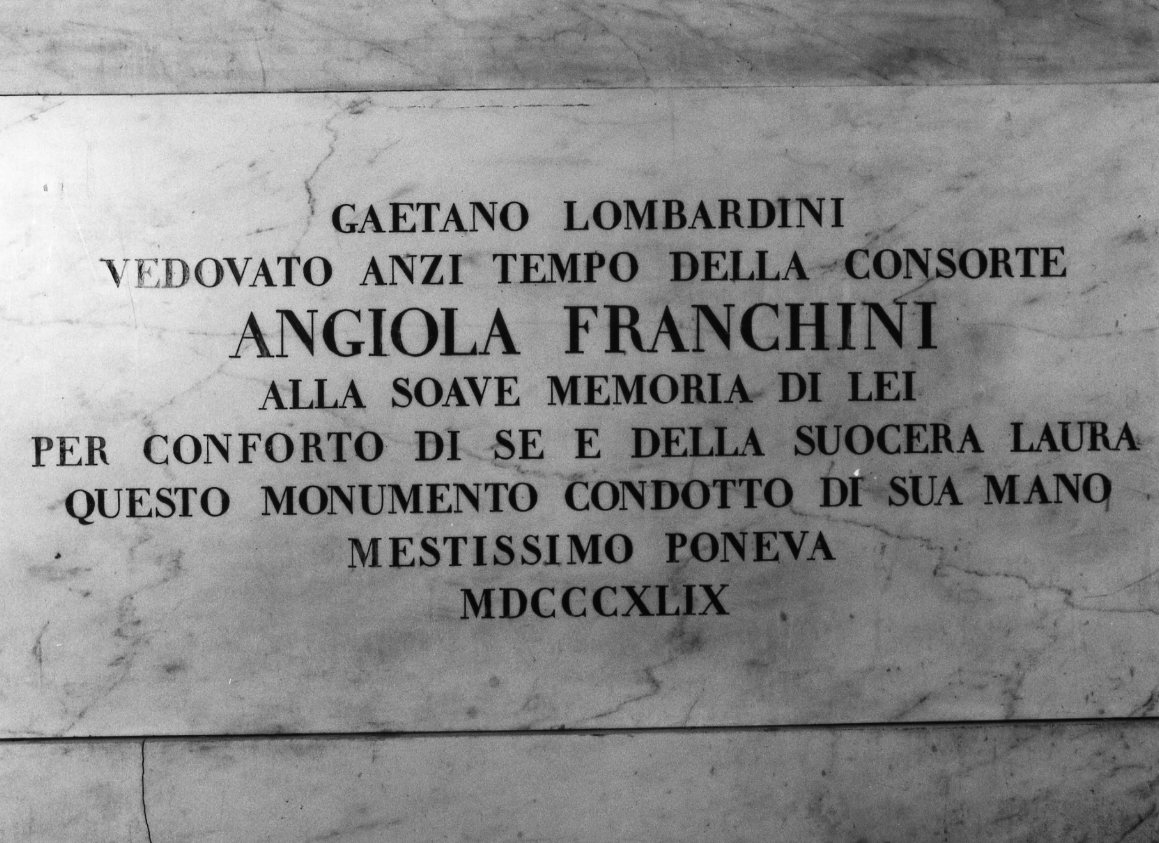 GAETANO LOMBARDINI
VEDOVATO ANZI TEMPO DELLA CONSORTE
ANGIOLA FRANCHINI
ALLA SOAVE MEMORIA DI LEI
PER CONFORTO DI SE E DELLA SUOCERA LAURA
QUESTO MONUMENTO CONDOTTO DI SUA MANO
MESTISSIMO PONEVA
MDCCCXLIX